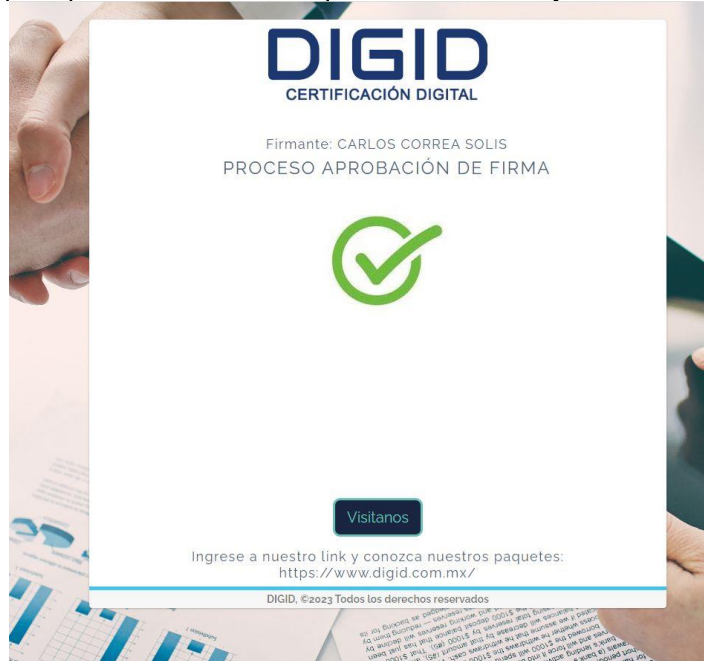 DIGID
CERTIFICACIÓN DIGITAL
Firmante: CARLOS CORREA SOLIS
PROCESO APROBACIÓN DE FIRMA
Visitanos
Ingrese a nuestro link y conozca nuestros paquetes:
https://www.digid.com.mx/
DIGID, ©2023 Todos los derechos reservados